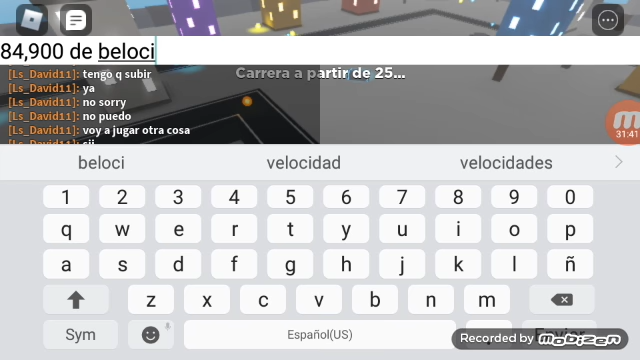 84,900 de beloci
[Ls_David11]: tengo q subir
Carrera a partir de 25...
[Ls_David11]: ya
[Ls_David11]: no sorry
[Ls_David11]: no puedo
[Ls_David11]: voy a jugar otra cosa
31:41
beloci velocidad velocidades
1 2 3 4 5 6 7 8 9 0
q w e r t y u i o p
a s d f g h j k l ñ
z x c v b n m
Sym Español(US)
Recorded by mobizen